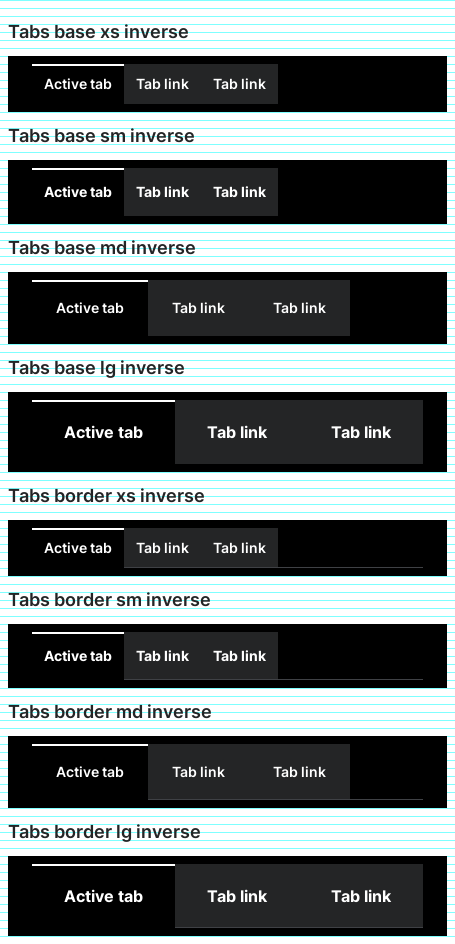 Tabs base xs inverse
Active tab Tab link Tab link
Tabs base sm inverse
Active tab Tab link Tab link
Tabs base md inverse
Active tab Tab link Tab link
Tabs base lg inverse
Active tab Tab link Tab link
Tabs border xs inverse
Active tab Tab link Tab link
Tabs border sm inverse
Active tab Tab link Tab link
Tabs border md inverse
Active tab Tab link Tab link
Tabs border lg inverse
Active tab Tab link Tab link